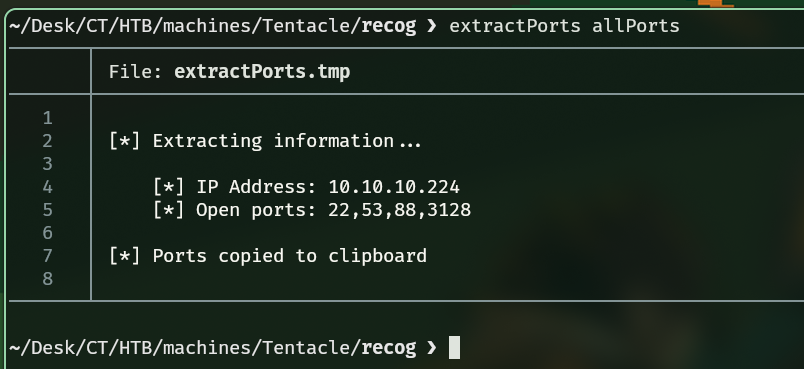 ~/Desk/CT/HTB/machines/Tentacle/recog ❯ extractPorts allPorts
File: extractPorts.tmp
1
2 [*] Extracting information...
3
4 [*] IP Address: 10.10.10.224
5 [*] Open ports: 22,53,88,3128
6
7 [*] Ports copied to clipboard
8
~/Desk/CT/HTB/machines/Tentacle/recog ❯